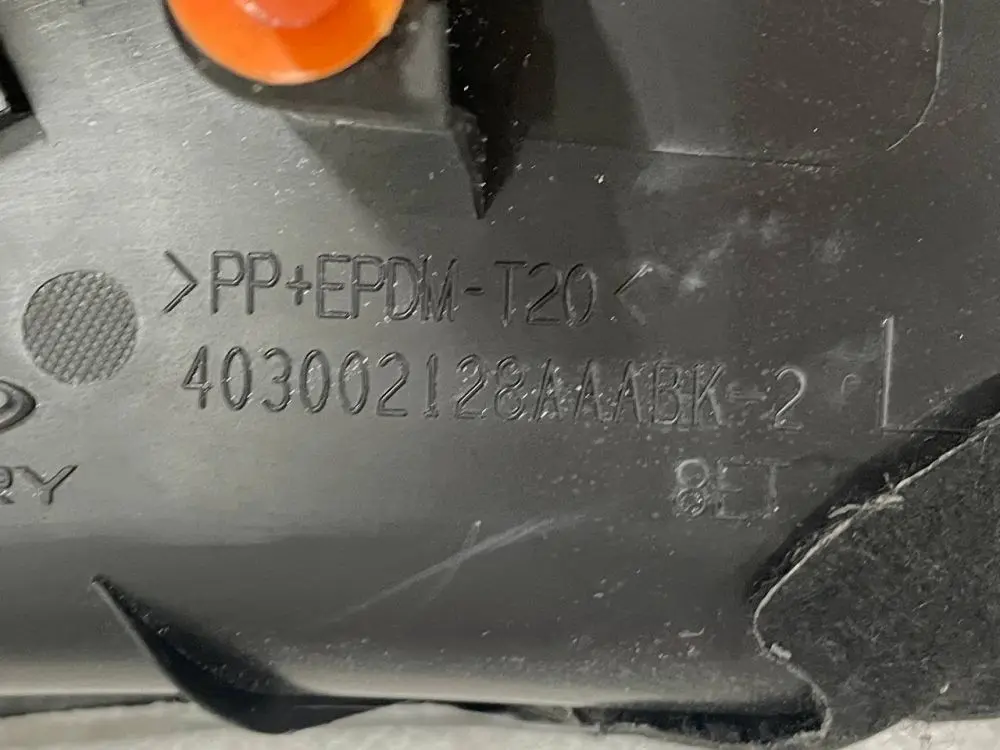 >PP+EPDM-T20<
403002128AAABK-2
L
RY
8ET